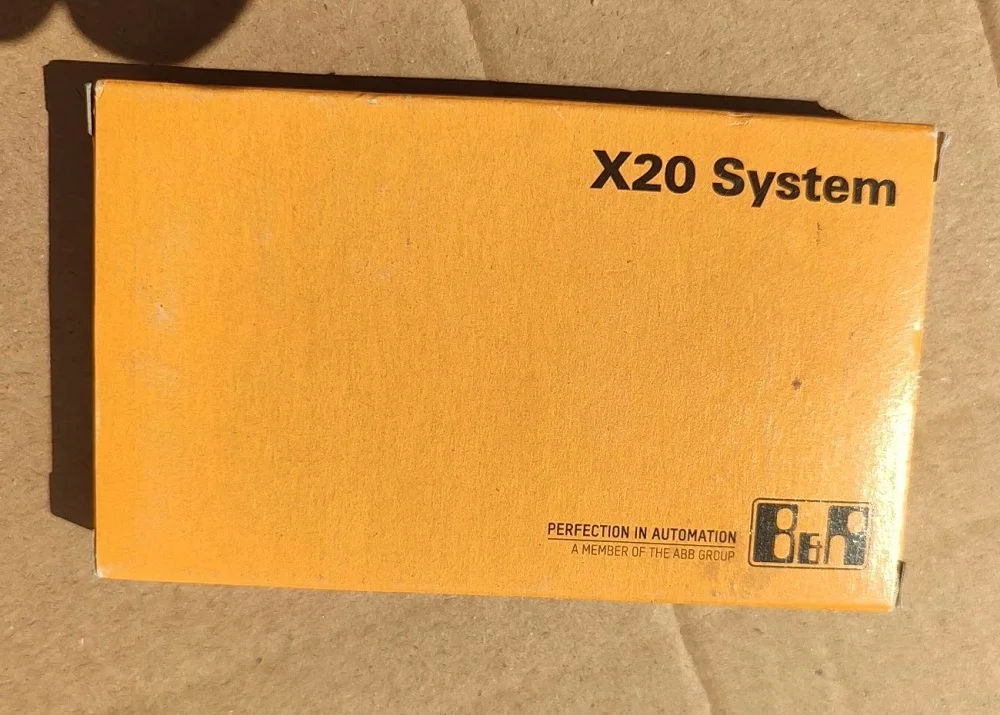 X20 System
PERFECTION IN AUTOMATION
A MEMBER OF THE ABB GROUP
B&R